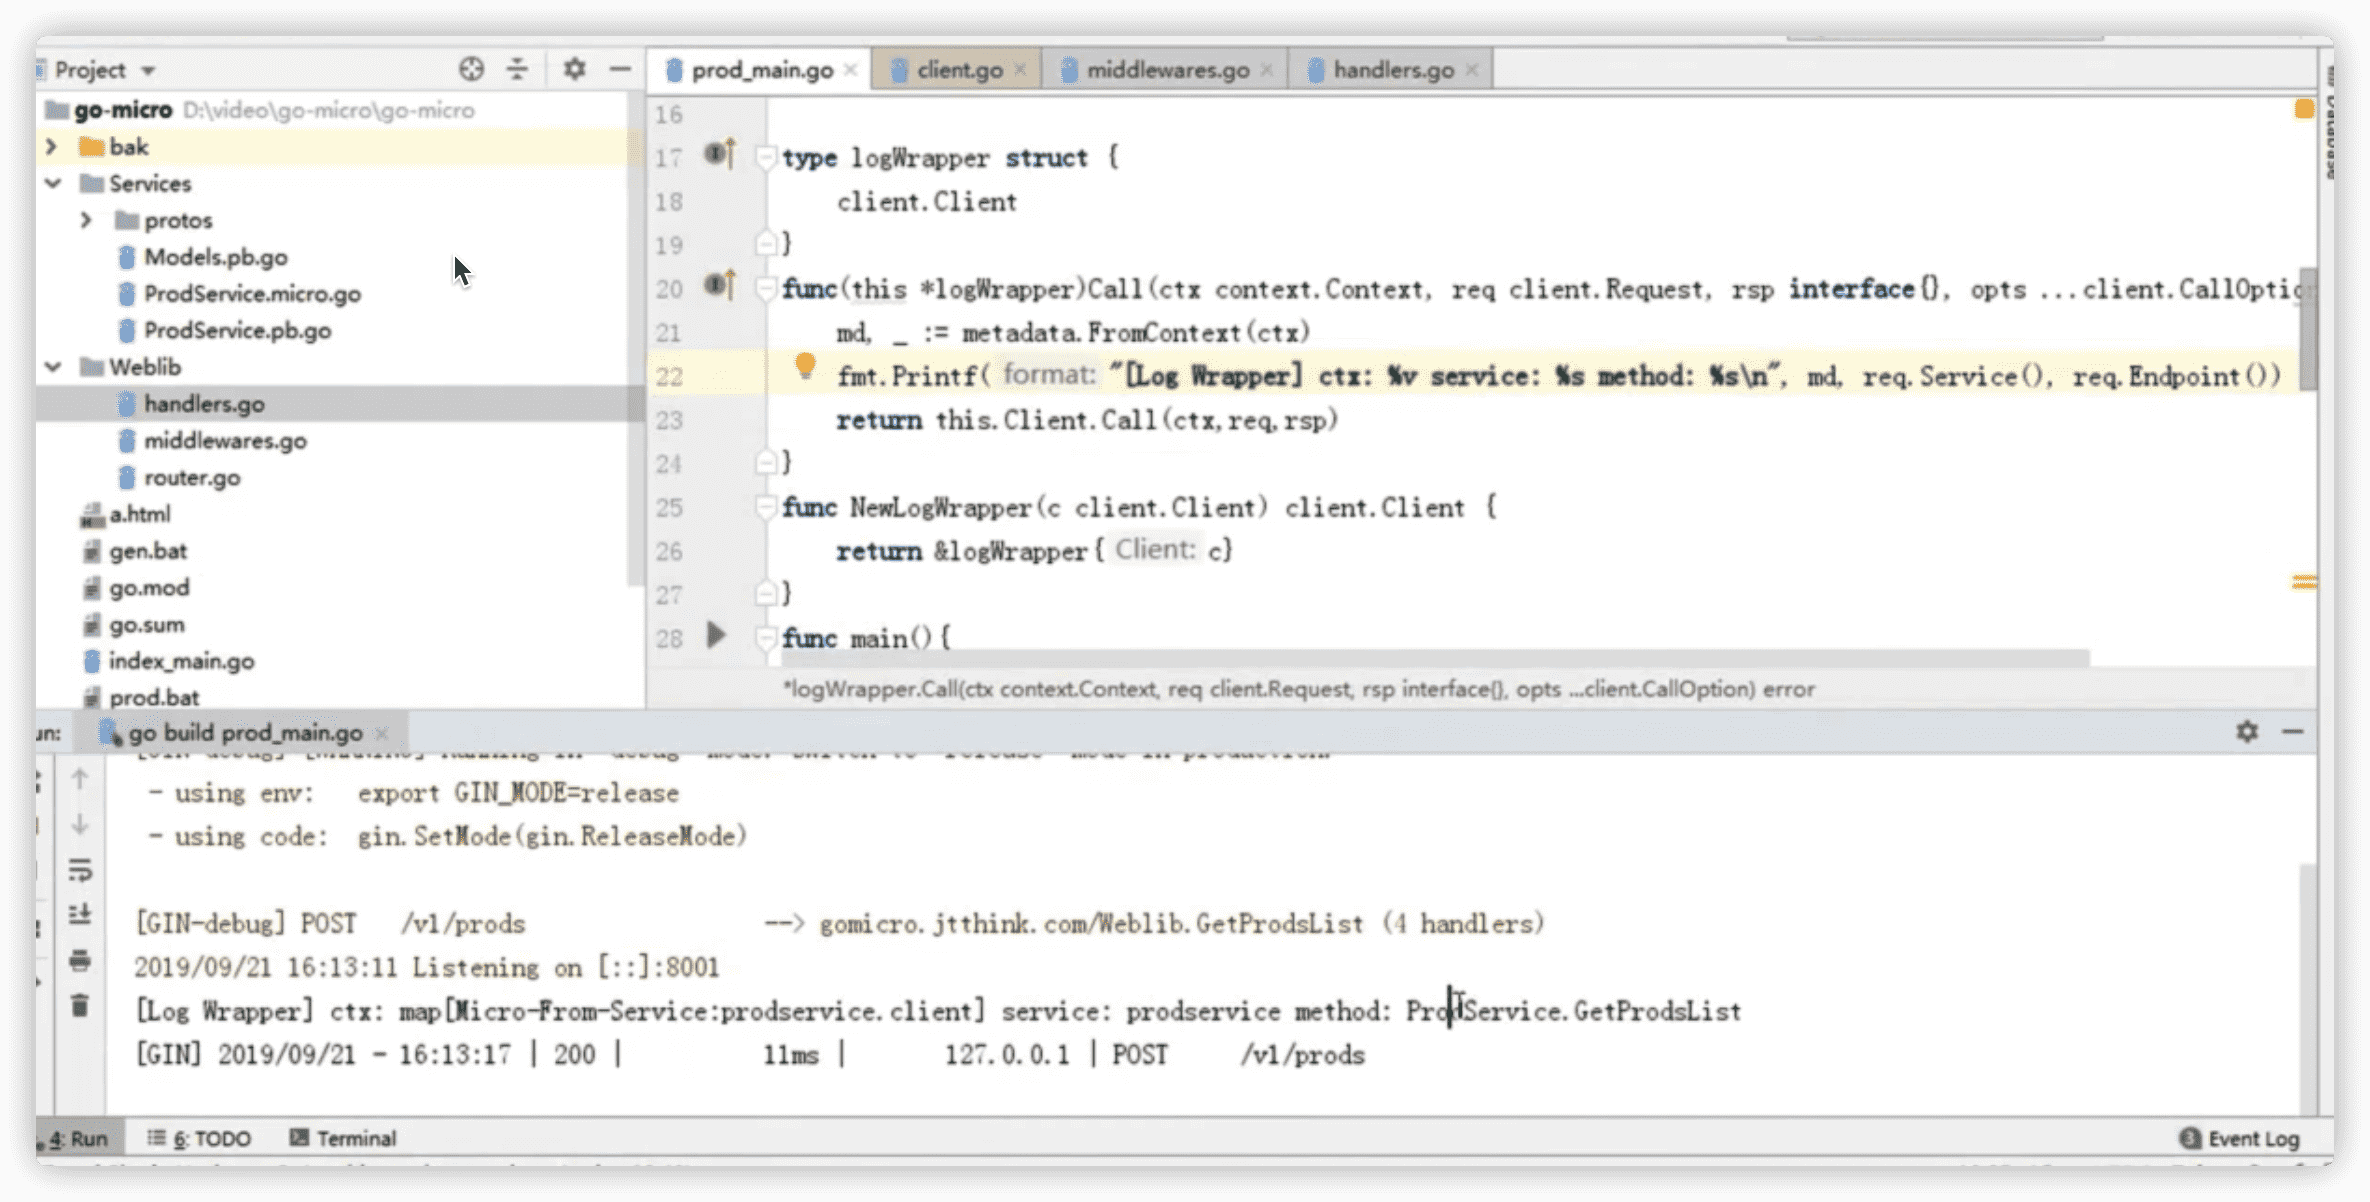 Project
go-micro D:\video\go-micro\go-micro
bak
Services
protos
Models.pb.go
ProdService.micro.go
ProdService.pb.go
Weblib
handlers.go
middlewares.go
router.go
a.html
gen.bat
go.mod
go.sum
index_main.go
prod.bat
prod_main.go client.go middlewares.go handlers.go
Database
16
17 type logWrapper struct {
18 client.Client
19 }
20 func(this *logWrapper)Call(ctx context.Context, req client.Request, rsp interface{}, opts ...client.CallOptio
21 md, _ := metadata.FromContext(ctx)
22 fmt.Printf( format: "[Log Wrapper] ctx: %v service: %s method: %s\n", md, req.Service(), req.Endpoint())
23 return this.Client.Call(ctx,req,rsp)
24 }
25 func NewLogWrapper(c client.Client) client.Client {
26 return &logWrapper{ Client: c}
27 }
28 func main(){
*logWrapper.Call(ctx context.Context, req client.Request, rsp interface{}, opts ...client.CallOption) error
un: go build prod_main.go
- using env: export GIN_MODE=release
- using code: gin.SetMode(gin.ReleaseMode)
[GIN-debug] POST /v1/prods --> gomicro.jtthink.com/Weblib.GetProdsList (4 handlers)
2019/09/21 16:13:11 Listening on [::]:8001
[Log Wrapper] ctx: map[Micro-From-Service:prodservice.client] service: prodservice method: ProdService.GetProdsList
[GIN] 2019/09/21 - 16:13:17 | 200 | 11ms | 127.0.0.1 | POST /v1/prods
4: Run 6: TODO Terminal 3 Event Log